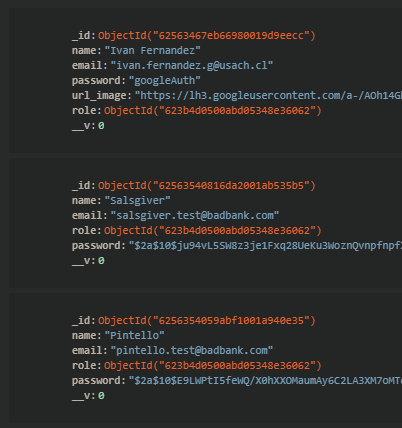 _id: ObjectId("62563467eb66980019d9eecc")
name: "Ivan Fernandez"
email: "ivan.fernandez.g@usach.cl"
password: "googleAuth"
url_image: "https://lh3.googleusercontent.com/a-/AOh14G
role: ObjectId("623b4d0500abd05348e36062")
__v: 0
_id: ObjectId("62563540816da2001ab535b5")
name: "Salsgiver"
email: "salsgiver.test@badbank.com"
role: ObjectId("623b4d0500abd05348e36062")
password: "$2a$10$ju94vL5SW8z3je1Fxq28UeKu3WoznQvnpfnpf
__v: 0
_id: ObjectId("6256354059abf1001a940e35")
name: "Pintello"
email: "pintello.test@badbank.com"
role: ObjectId("623b4d0500abd05348e36062")
password: "$2a$10$E9LWPtI5feWQ/X0hXXOMaumAy6C2LA3XM7oMT
__v: 0